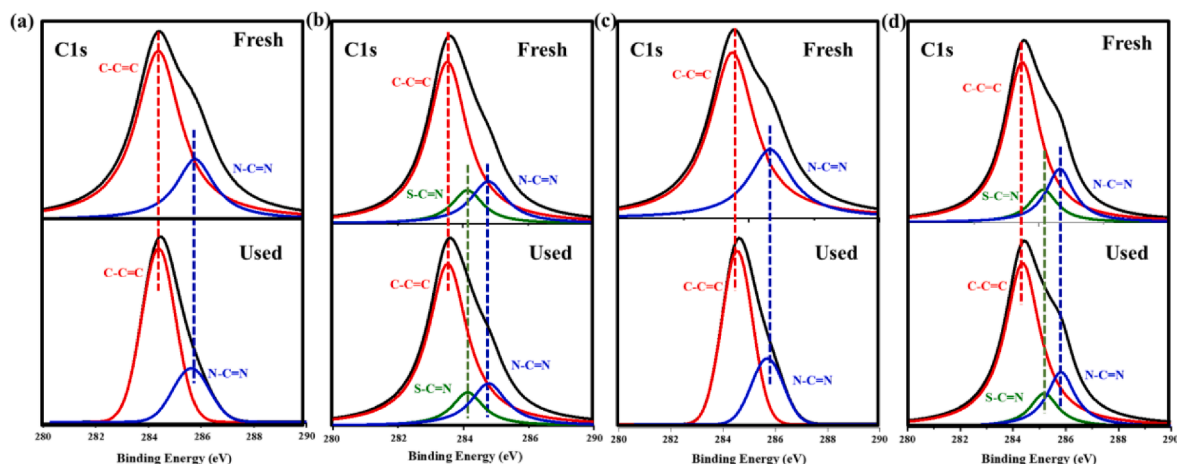 (a)
C1s
Fresh
C-C=C
N-C=N
Used
C-C=C
N-C=N
280 282 284 286 288 290
Binding Energy (eV)
(b)
C1s
Fresh
C-C=C
S-C=N
N-C=N
Used
C-C=C
S-C=N
N-C=N
280 282 284 286 288 290
Binding Energy (eV)
(c)
C1s
Fresh
C-C=C
N-C=N
Used
C-C=C
N-C=N
280 282 284 286 288 290
Binding Energy (eV)
(d)
C1s
Fresh
C-C=C
S-C=N
N-C=N
Used
C-C=C
S-C=N
N-C=N
280 282 284 286 288 290
Binding Energy (eV)